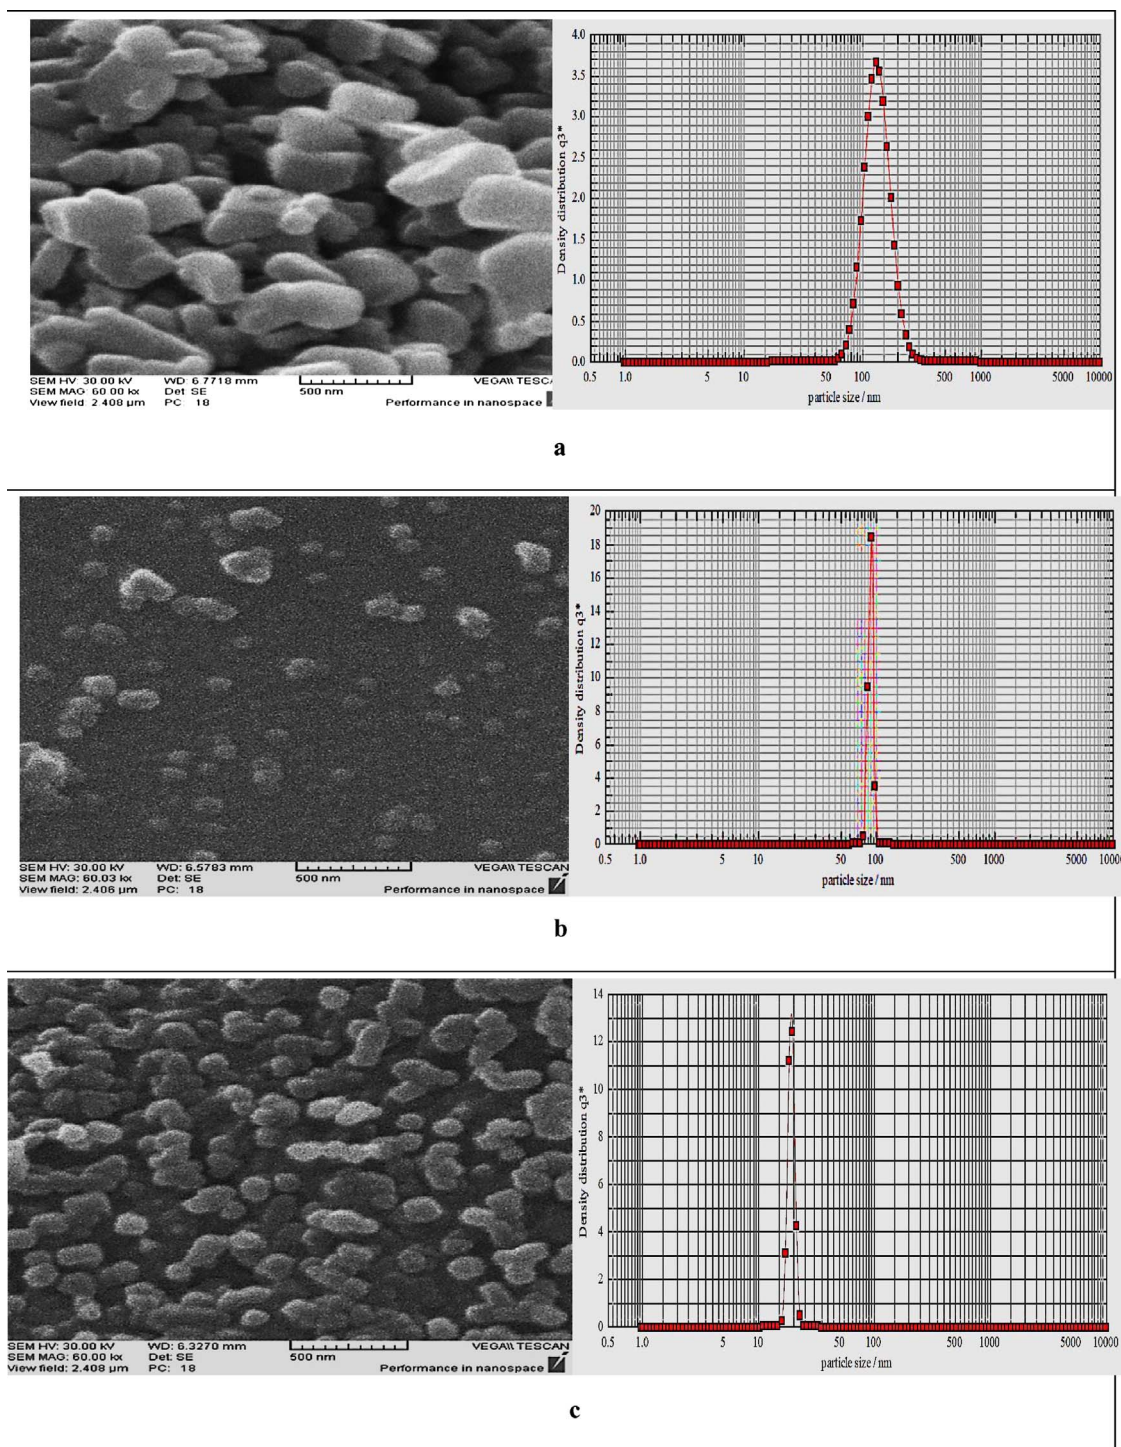 4.0
3.5
3.0
2.5
2.0
1.5
1.0
0.5
0.0
Density distribution q3*
0.5 1.0 5 10 50 100 500 1000 5000 10000
particle size / nm
SEM HV: 30.00 kV WD: 6.7718 mm VEGA\\ TESCA
SEM MAG: 60.00 kx Det: SE 500 nm
View field: 2.408 µm PC: 18 Performance in nanospace
a
20
18
16
14
12
10
8
6
4
2
0
Density distribution q3*
0.5 1.0 5 10 50 100 500 1000 5000 1000
particle size / nm
SEM HV: 30.00 kV WD: 6.5783 mm VEGA\\ TESCAN
SEM MAG: 60.03 kx Det: SE 500 nm
View field: 2.406 µm PC: 18 Performance in nanospace
b
14
12
10
8
6
4
2
0
Density distribution q3*
0.5 1.0 5 10 50 100 500 1000 5000 10000
particle size / nm
SEM HV: 30.00 kV WD: 6.3270 mm VEGA\\ TESCAN
SEM MAG: 60.00 kx Det: SE 500 nm
View field: 2.408 µm PC: 18 Performance in nanospace
c